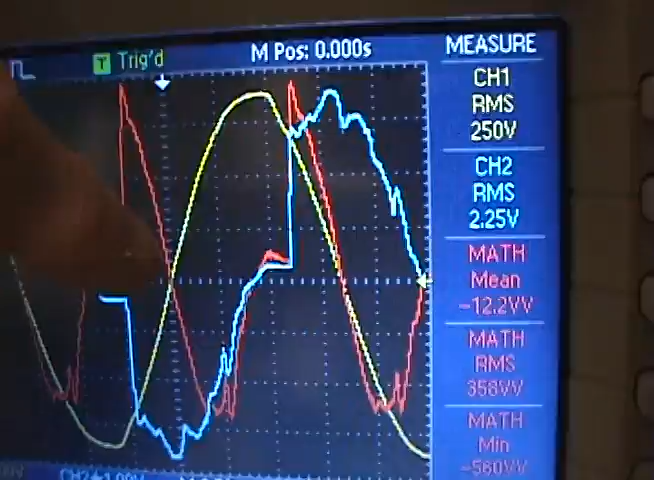 T Trig'd M Pos: 0.000s MEASURE
CH1
RMS
250V
CH2
RMS
2.25V
MATH
Mean
-12.2VV
MATH
RMS
358VV
MATH
Min
-560VV